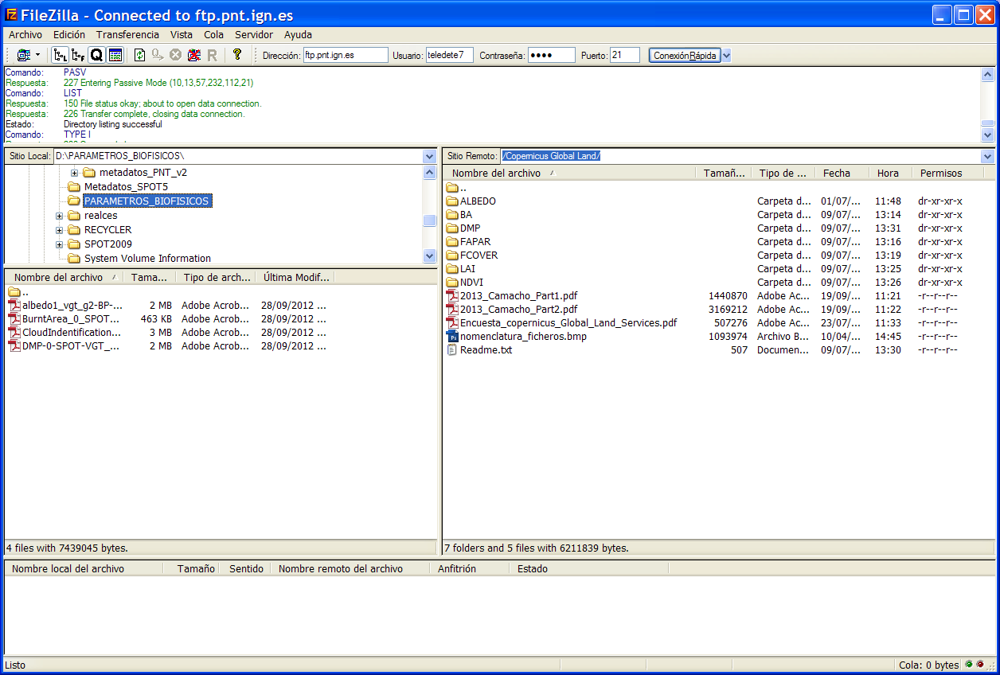 FileZilla - Connected to ftp.pnt.ign.es
Archivo Edición Transferencia Vista Cola Servidor Ayuda
Dirección: ftp.pnt.ign.es Usuario: teledete7 Contraseña: •••• Puerto: 21 Conexión Rápida
Comando: PASV
Respuesta: 227 Entering Passive Mode (10,13,57,232,112,21)
Comando: LIST
Respuesta: 150 File status okay; about to open data connection.
Respuesta: 226 Transfer complete, closing data connection.
Estado: Directory listing successful
Comando: TYPE I
Sitio Local: D:\PARAMETROS_BIOFISICOS\
metadatos_PNT_v2
Metadatos_SPOT5
PARAMETROS_BIOFISICOS
realces
RECYCLER
SPOT2009
System Volume Information
Nombre del archivo Tama... Tipo de arch... Última Modif...
..
albedo1_vgt_g2-BP-... 2 MB Adobe Acrob... 28/09/2012 ...
BurntArea_0_SPOT... 463 KB Adobe Acrob... 28/09/2012 ...
CloudIndentification... 3 MB Adobe Acrob... 28/09/2012 ...
DMP-0-SPOT-VGT_... 2 MB Adobe Acrob... 28/09/2012 ...
4 files with 7439045 bytes.
Sitio Remoto: /Copernicus Global Land/
Nombre del archivo Tamañ... Tipo de ... Fecha Hora Permisos
..
ALBEDO Carpeta d... 01/07/... 11:48 dr-xr-xr-x
BA Carpeta d... 09/07/... 13:14 dr-xr-xr-x
DMP Carpeta d... 09/07/... 13:31 dr-xr-xr-x
FAPAR Carpeta d... 09/07/... 13:16 dr-xr-xr-x
FCOVER Carpeta d... 09/07/... 13:19 dr-xr-xr-x
LAI Carpeta d... 09/07/... 13:25 dr-xr-xr-x
NDVI Carpeta d... 09/07/... 13:26 dr-xr-xr-x
2013_Camacho_Part1.pdf 1440870 Adobe Ac... 19/09/... 11:21 -r--r--r--
2013_Camacho_Part2.pdf 3169212 Adobe Ac... 19/09/... 11:22 -r--r--r--
Encuesta_copernicus_Global_Land_Services.pdf 507276 Adobe Ac... 23/07/... 11:33 -r--r--r--
nomenclatura_ficheros.bmp 1093974 Archivo B... 10/04/... 14:45 -r--r--r--
Readme.txt 507 Documen... 09/07/... 13:30 -r--r--r--
7 folders and 5 files with 6211839 bytes.
Nombre local del archivo Tamaño Sentido Nombre remoto del archivo Anfitrión Estado
Listo Cola: 0 bytes